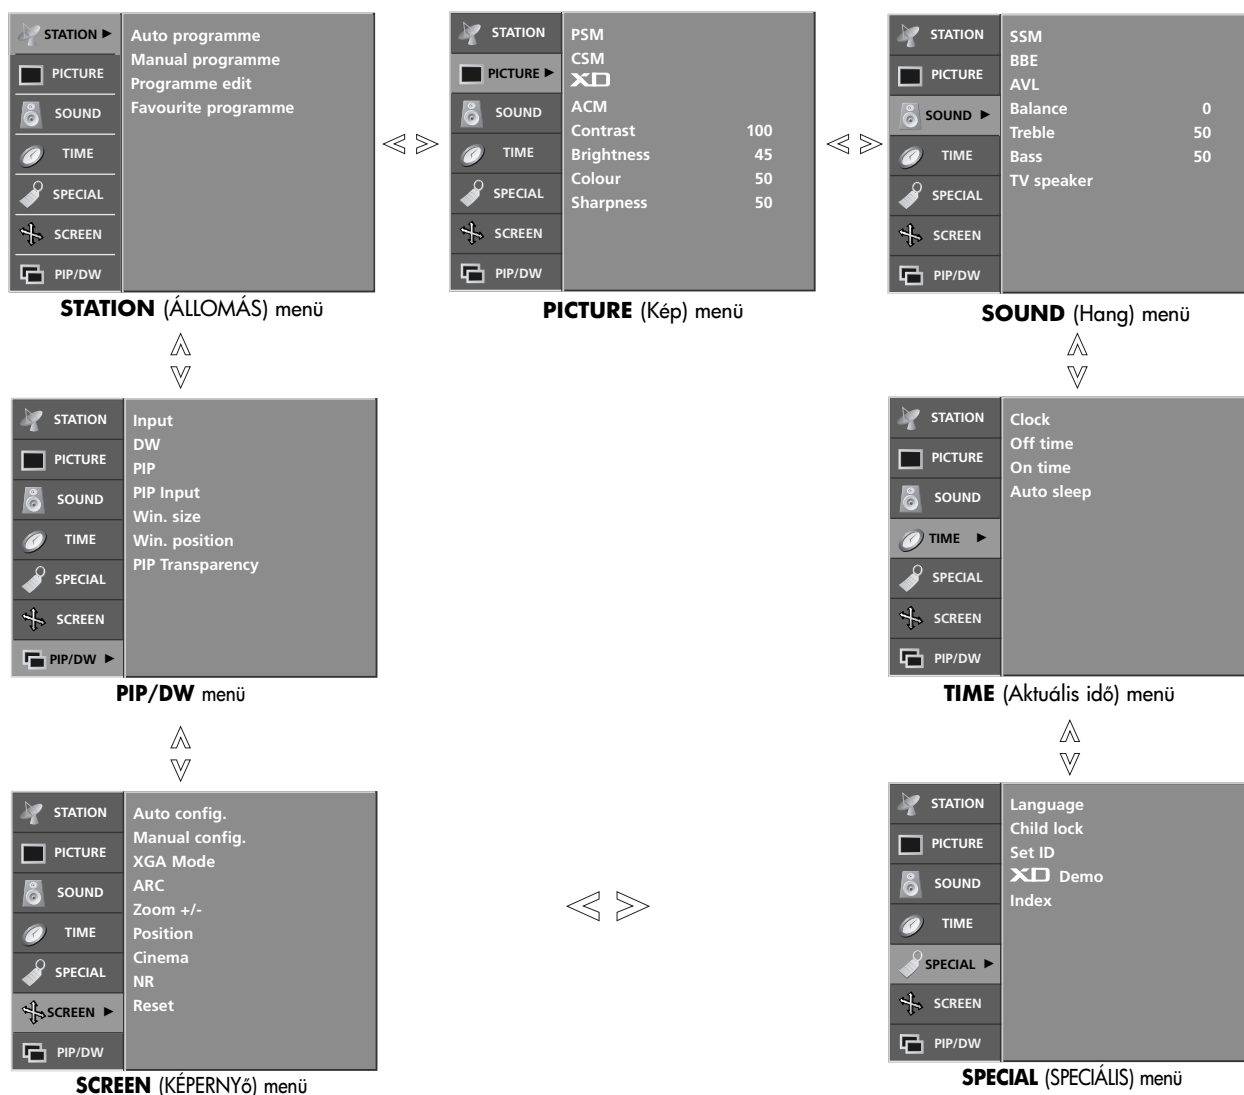 STATION ►
PICTURE
SOUND
TIME
SPECIAL
SCREEN
PIP/DW
Auto programme
Manual programme
Programme edit
Favourite programme
STATION (ÁLLOMÁS) menü
STATION
PICTURE ►
SOUND
TIME
SPECIAL
SCREEN
PIP/DW
PSM
CSM
XD
ACM
Contrast 100
Brightness 45
Colour 50
Sharpness 50
PICTURE (Kép) menü
STATION
PICTURE
SOUND ►
TIME
SPECIAL
SCREEN
PIP/DW
SSM
BBE
AVL
Balance 0
Treble 50
Bass 50
TV speaker
SOUND (Hang) menü
STATION
PICTURE
SOUND
TIME
SPECIAL
SCREEN
PIP/DW ►
Input
DW
PIP
PIP Input
Win. size
Win. position
PIP Transparency
PIP/DW menü
STATION
PICTURE
SOUND
TIME ►
SPECIAL
SCREEN
PIP/DW
Clock
Off time
On time
Auto sleep
TIME (Aktuális idő) menü
STATION
PICTURE
SOUND
TIME
SPECIAL
SCREEN ►
PIP/DW
Auto config.
Manual config.
XGA Mode
ARC
Zoom +/-
Position
Cinema
NR
Reset
SCREEN (KÉPERNYő) menü
STATION
PICTURE
SOUND
TIME
SPECIAL ►
SCREEN
PIP/DW
Language
Child lock
Set ID
XD Demo
Index
SPECIAL (SPECIÁLIS) menü